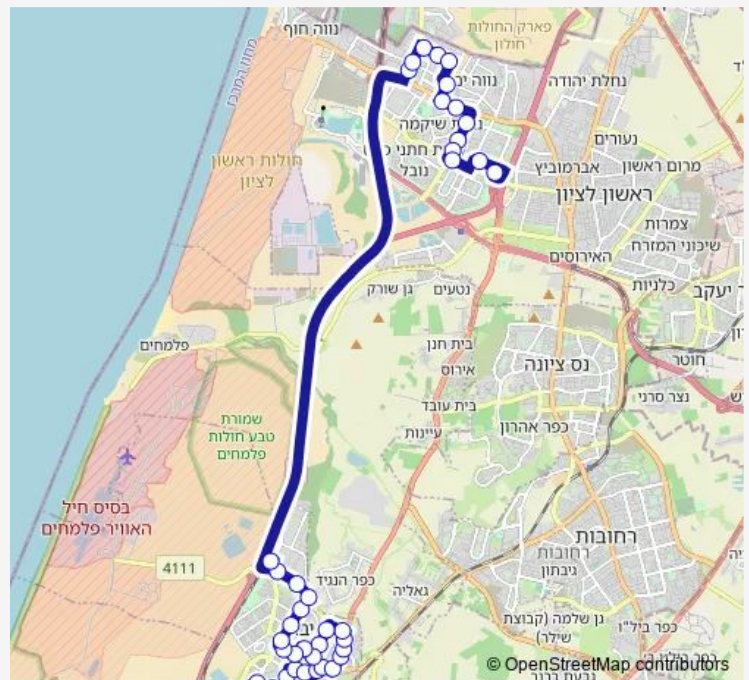 נווה חוף
פארק החולות
חולון
מחוז המרכז
נחלת יהודה
נעורים
חולות ראשון
לציון
נובל
אברמוביץ
מרום ראשון
ראשון לציון
צמרות
שיכוני המזרח
האירוסים
נטעים
גן שורק
כלניות
פלמחים
בית חנן
אירוס
נס ציונה
חוטר
בית עובד
נצר סרני
כפר אהרון
עיינות
שמורת
טבע חולות
פלמחים
בסיס חיל
האוויר פלמחים
רחובות
רחובות
גיבתון
4111
כפר הנגיד
גאליה
גן שלמה (קבוצת
שילר)
כפר ביל"ו
© OpenStreetMap contributors